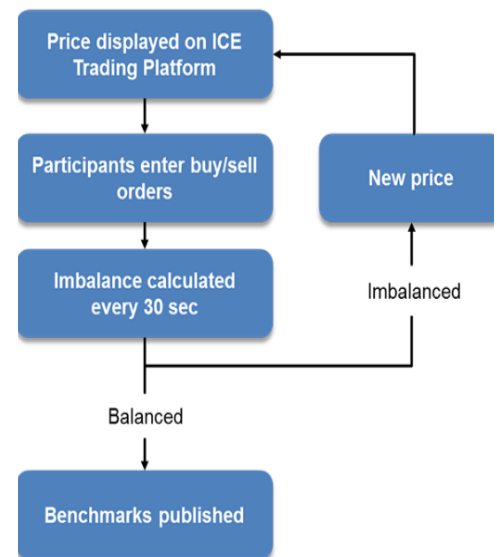 Price displayed on ICE
Trading Platform
Participants enter buy/sell
orders
New price
Imbalance calculated
every 30 sec
Imbalanced
Balanced
Benchmarks published